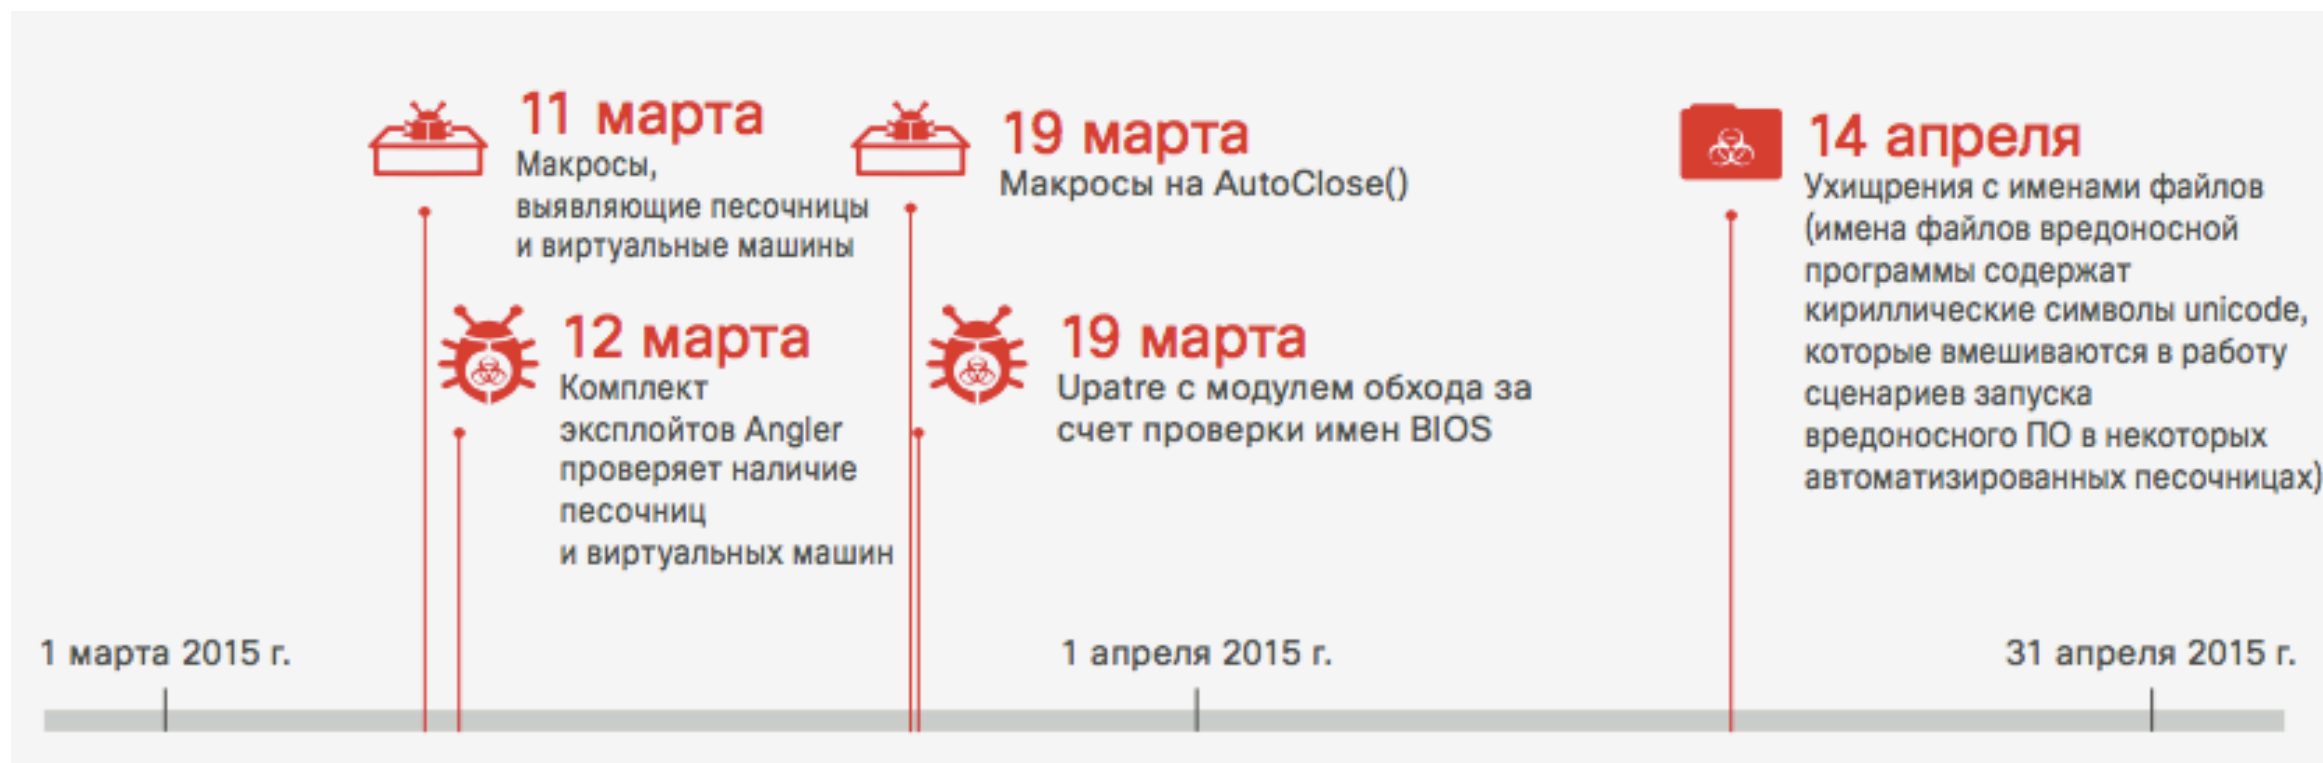 11 марта
Макросы,
выявляющие песочницы
и виртуальные машины
12 марта
Комплект
эксплойтов Angler
проверяет наличие
песочниц
и виртуальных машин
19 марта
Макросы на AutoClose()
19 марта
Upatre с модулем обхода за
счет проверки имен BIOS
14 апреля
Ухищрения с именами файлов
(имена файлов вредоносной
программы содержат
кириллические символы unicode,
которые вмешиваются в работу
сценариев запуска
вредоносного ПО в некоторых
автоматизированных песочницах)
1 марта 2015 г.
1 апреля 2015 г.
31 апреля 2015 г.